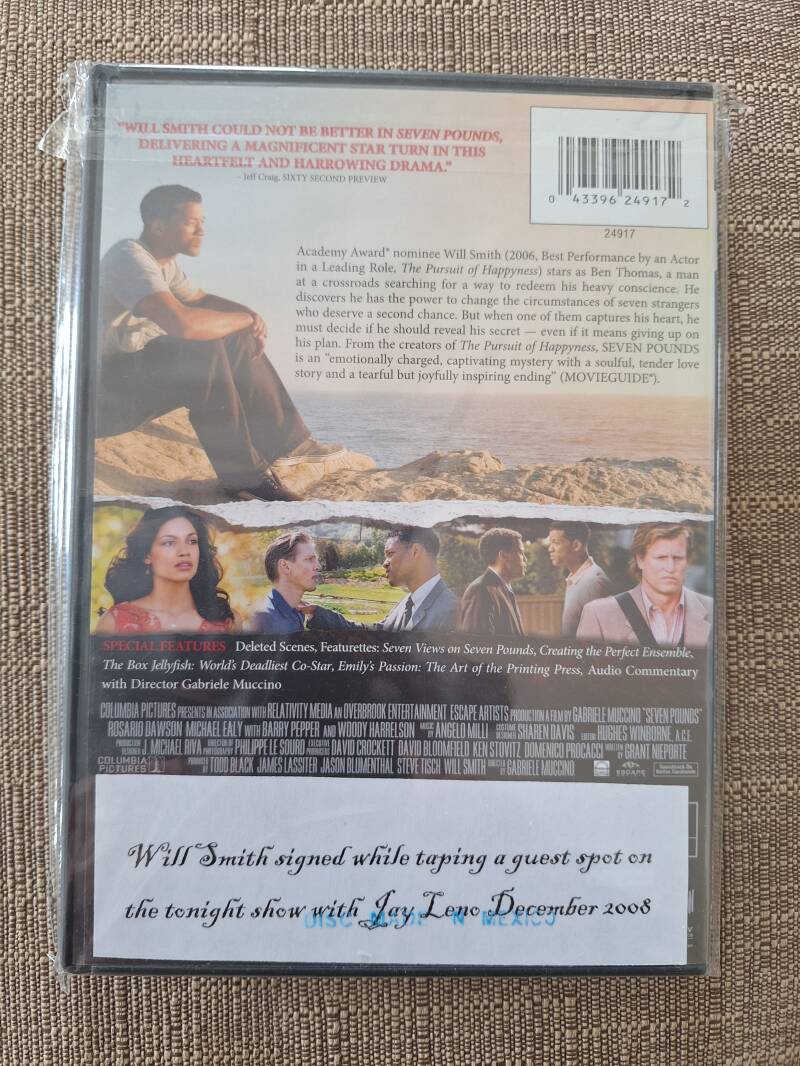 "WILL SMITH COULD NOT BE BETTER IN SEVEN POUNDS,
DELIVERING A MAGNIFICENT STAR TURN IN THIS
HEARTFELT AND HARROWING DRAMA."
– Jeff Craig, SIXTY SECOND PREVIEW
0 43396 24917 2
24917
Academy Award® nominee Will Smith (2006, Best Performance by an Actor
in a Leading Role, The Pursuit of Happyness) stars as Ben Thomas, a man
at a crossroads searching for a way to redeem his heavy conscience. He
discovers he has the power to change the circumstances of seven strangers
who deserve a second chance. But when one of them captures his heart, he
must decide if he should reveal his secret — even if it means giving up on
his plan. From the creators of The Pursuit of Happyness, SEVEN POUNDS
is an "emotionally charged, captivating mystery with a soulful, tender love
story and a tearful but joyfully inspiring ending" (MOVIEGUIDE®).
SPECIAL FEATURES Deleted Scenes, Featurettes: Seven Views on Seven Pounds, Creating the Perfect Ensemble,
The Box Jellyfish: World's Deadliest Co-Star, Emily's Passion: The Art of the Printing Press, Audio Commentary
with Director Gabriele Muccino
COLUMBIA PICTURES PRESENTS IN ASSOCIATION WITH RELATIVITY MEDIA AN OVERBROOK ENTERTAINMENT ESCAPE ARTISTS PRODUCTION A FILM BY GABRIELE MUCCINO "SEVEN POUNDS"
ROSARIO DAWSON MICHAEL EALY WITH BARRY PEPPER AND WOODY HARRELSON MUSIC BY ANGELO MILLI COSTUME DESIGNER SHAREN DAVIS EDITOR HUGHES WINBORNE, A.C.E.
PRODUCTION DESIGNER J. MICHAEL RIVA DIRECTOR OF PHOTOGRAPHY PHILIPPE LE SOURD EXECUTIVE PRODUCERS DAVID CROCKETT DAVID BLOOMFIELD KEN STOVITZ DOMENICO PROCACCI WRITTEN BY GRANT NIEPORTE
COLUMBIA PICTURES PRODUCED BY TODD BLACK JAMES LASSITER JASON BLUMENTHAL STEVE TISCH WILL SMITH DIRECTED BY GABRIELE MUCCINO ESCAPE
Will Smith signed while taping a guest spot on
the tonight show with Jay Leno December 2008
DISC MADE IN MEXICO